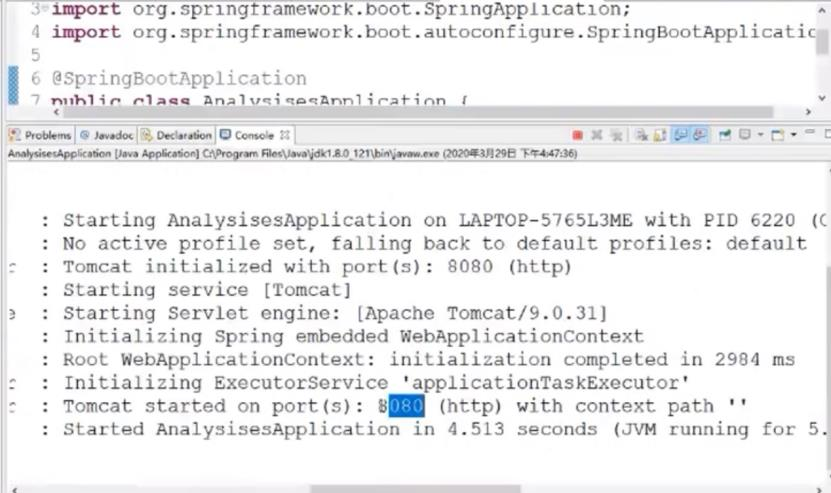 3 import org.springframework.boot.SpringApplication;
4 import org.springframework.boot.autoconfigure.SpringBootApplicatic
5
6 @SpringBootApplication
7 public class AnalysisesApplication {
Problems @ Javadoc Declaration Console
AnalysisesApplication [Java Application] C:\Program Files\Java\jdk1.8.0_121\bin\javaw.exe (2020年3月29日 下午4:47:36)
: Starting AnalysisesApplication on LAPTOP-5765L3ME with PID 6220 (C
: No active profile set, falling back to default profiles: default
c : Tomcat initialized with port(s): 8080 (http)
: Starting service [Tomcat]
e : Starting Servlet engine: [Apache Tomcat/9.0.31]
: Initializing Spring embedded WebApplicationContext
: Root WebApplicationContext: initialization completed in 2984 ms
c : Initializing ExecutorService 'applicationTaskExecutor'
c : Tomcat started on port(s): 8080 (http) with context path ''
: Started AnalysisesApplication in 4.513 seconds (JVM running for 5.